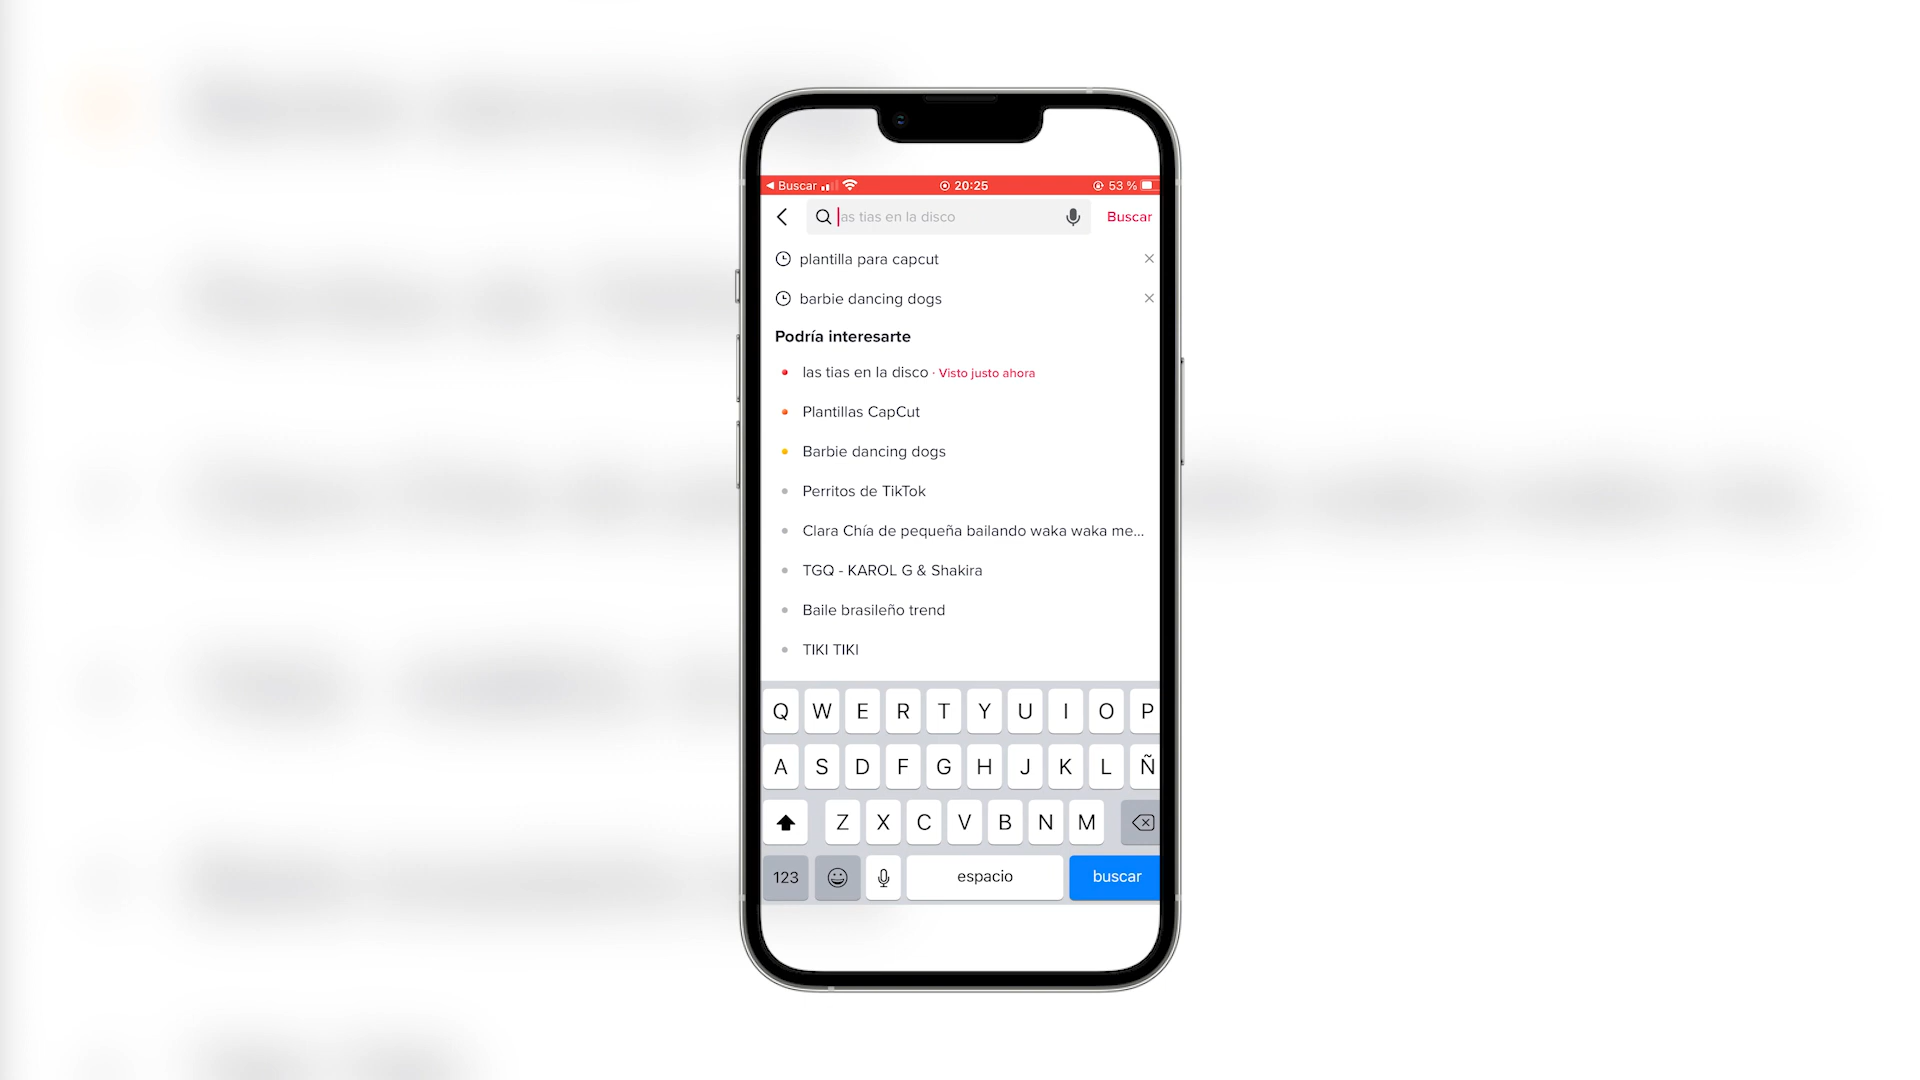 Buscar 20:25 53 %
las tias en la disco Buscar
plantilla para capcut
barbie dancing dogs
Podría interesarte
las tias en la disco · Visto justo ahora
Plantillas CapCut
Barbie dancing dogs
Perritos de TikTok
Clara Chía de pequeña bailando waka waka me...
TGQ - KAROL G & Shakira
Baile brasileño trend
TIKI TIKI
Q W E R T Y U I O P
A S D F G H J K L Ñ
Z X C V B N M
123 espacio buscar